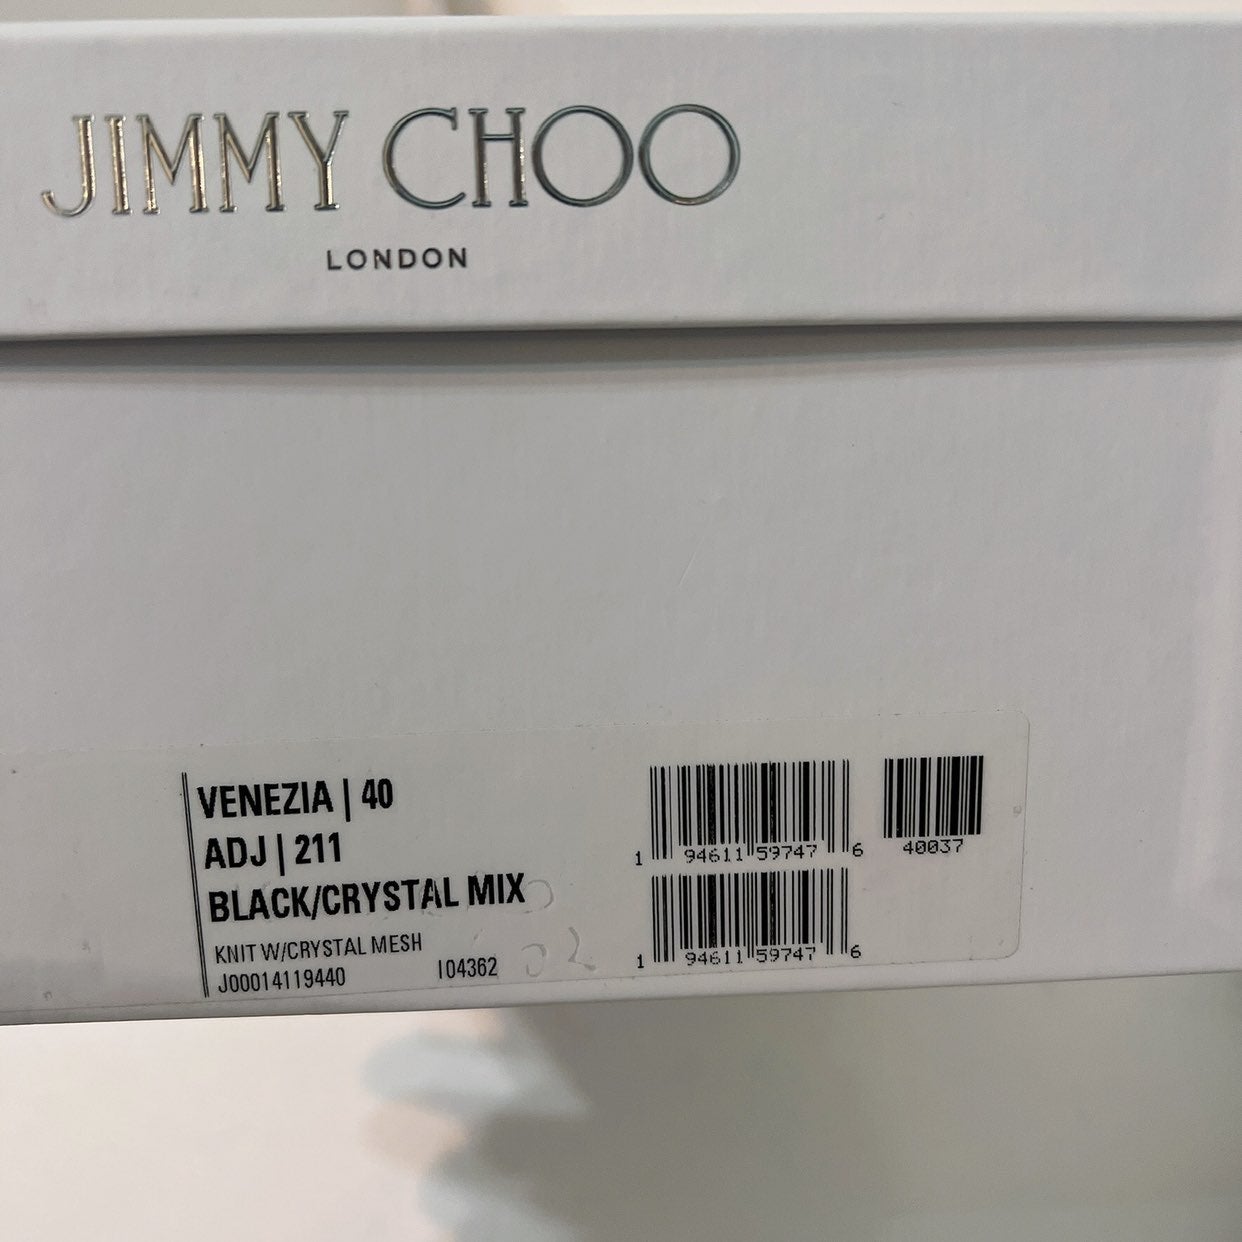 JIMMY CHOO
LONDON
VENEZIA | 40
ADJ | 211
BLACK/CRYSTAL MIX
KNIT W/CRYSTAL MESH
J00014119440 I04362
1 94611 59747 6
40037
1 94611 59747 6